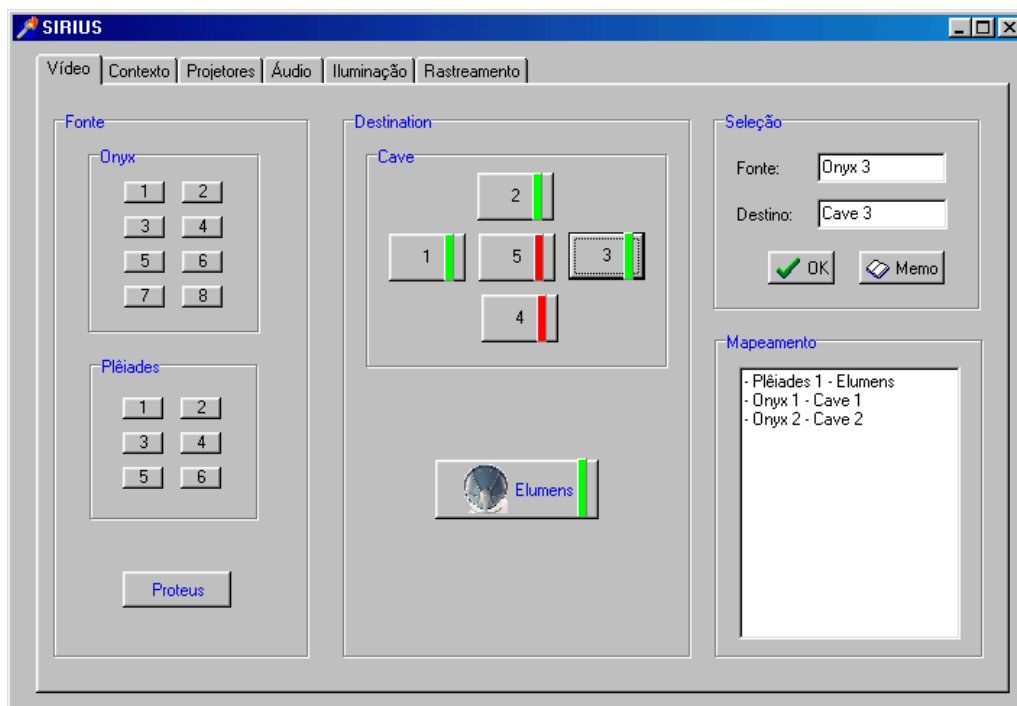 SIRIUS
Vídeo Contexto Projetores Áudio Iluminação Rastreamento
Fonte
Onyx
1 2
3 4
5 6
7 8
Plêiades
1 2
3 4
5 6
Proteus
Destination
Cave
2
1 5 3
4
Elumens
Seleção
Fonte: Onyx 3
Destino: Cave 3
OK Memo
Mapeamento
- Plêiades 1 - Elumens
- Onyx 1 - Cave 1
- Onyx 2 - Cave 2